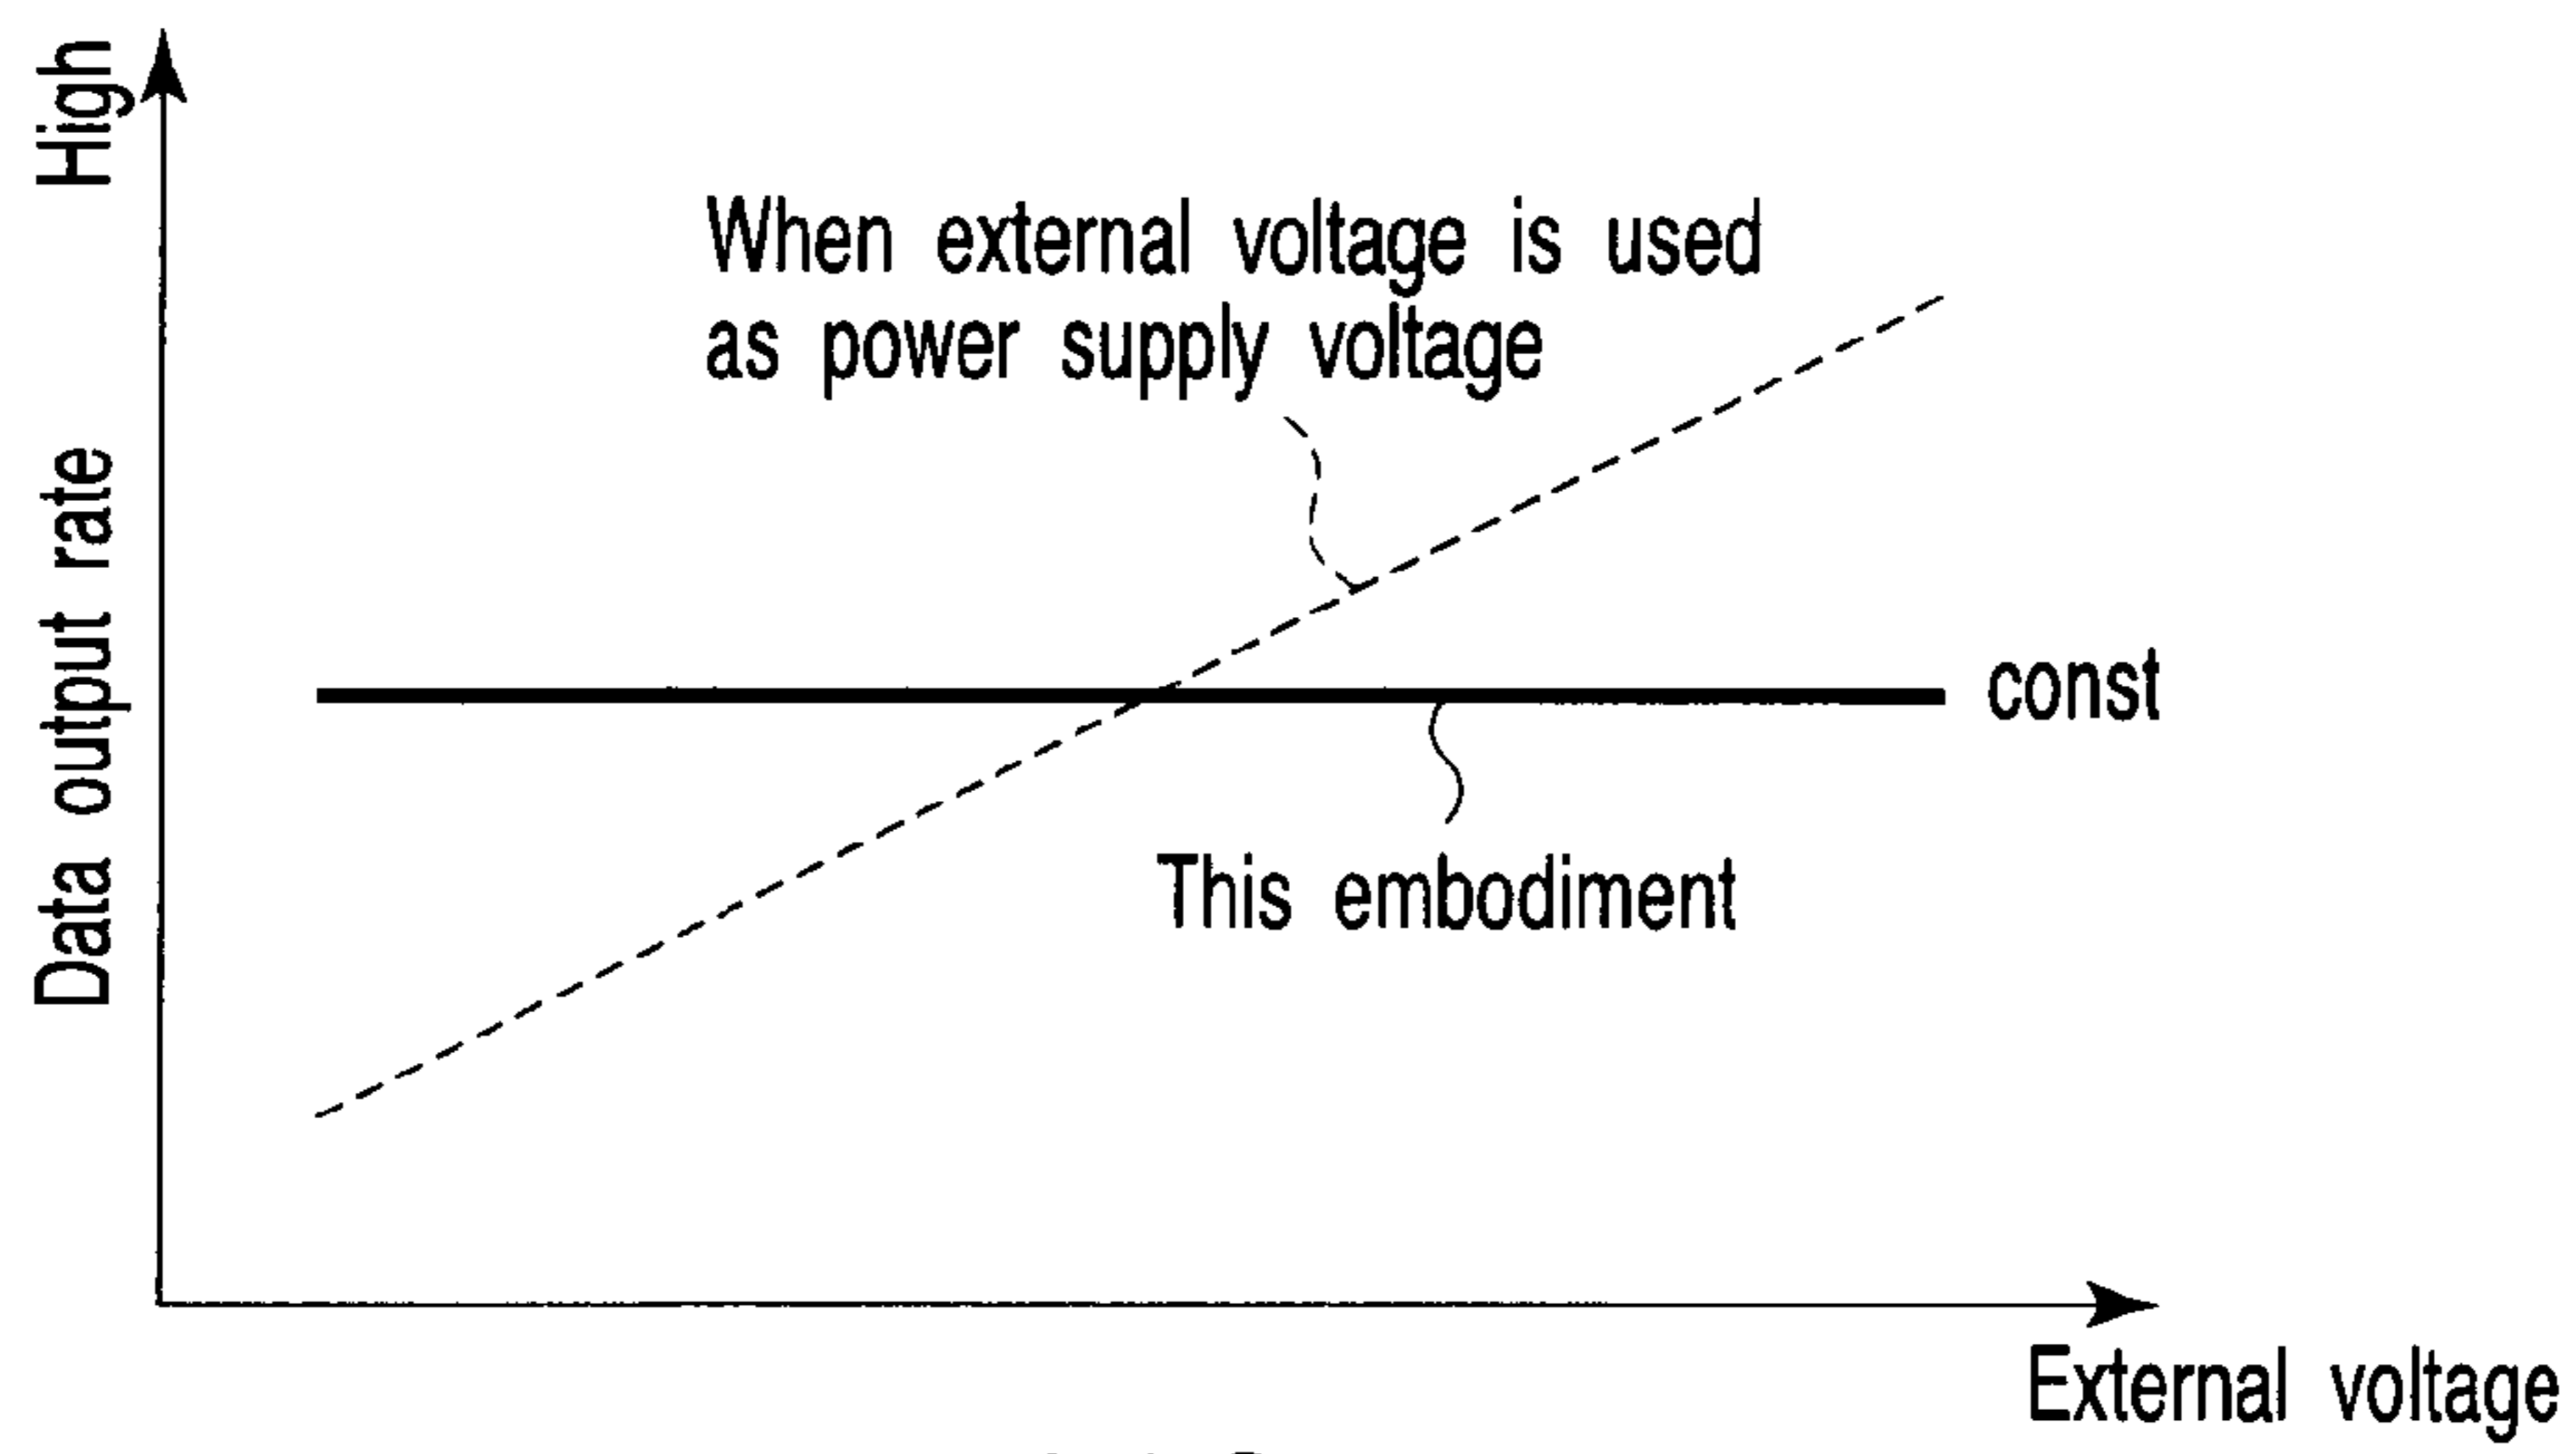 High
Data output rate
When external voltage is used
as power supply voltage
const
This embodiment
External voltage